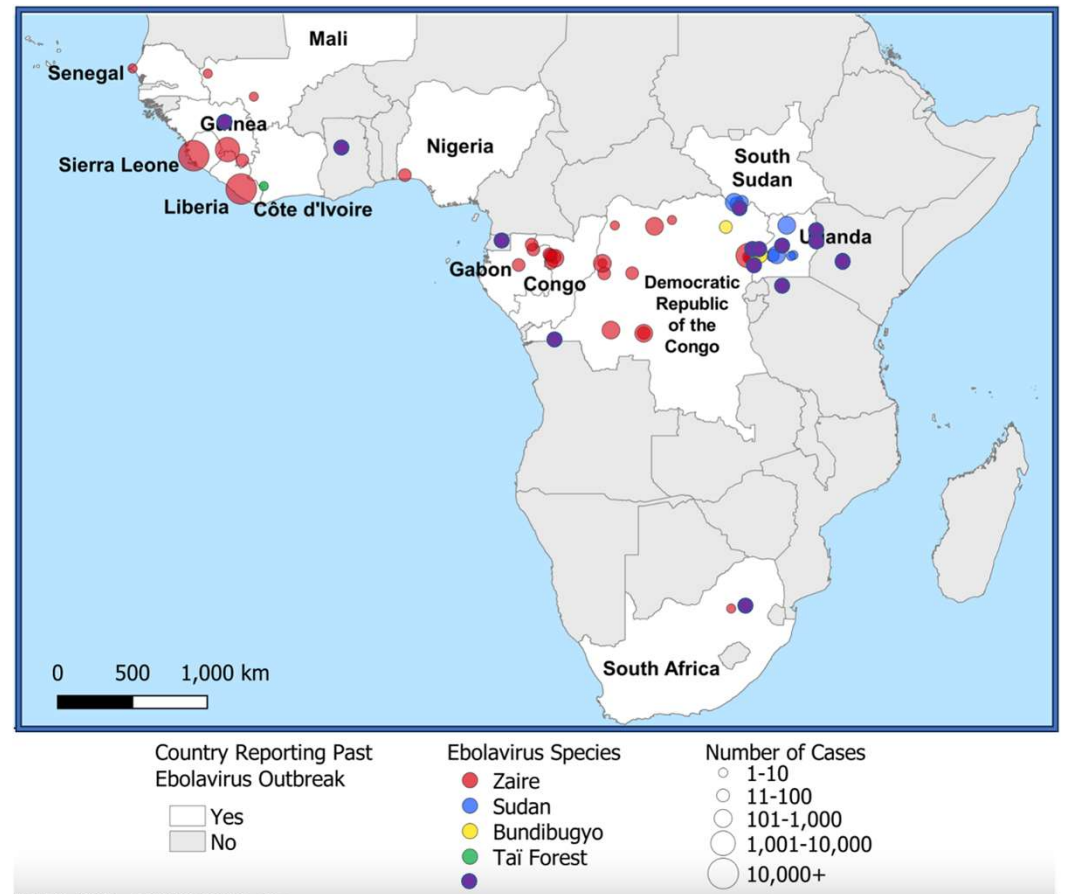 Mali
Senegal
Guinea
Sierra Leone
Nigeria
South
Sudan
Liberia
Côte d'Ivoire
Uganda
Gabon
Congo
Democratic
Republic
of the
Congo
South Africa
0 500 1,000 km
Country Reporting Past
Ebolavirus Outbreak
Yes
No
Ebolavirus Species
Zaire
Sudan
Bundibugyo
Taï Forest
Number of Cases
1-10
11-100
101-1,000
1,001-10,000
10,000+